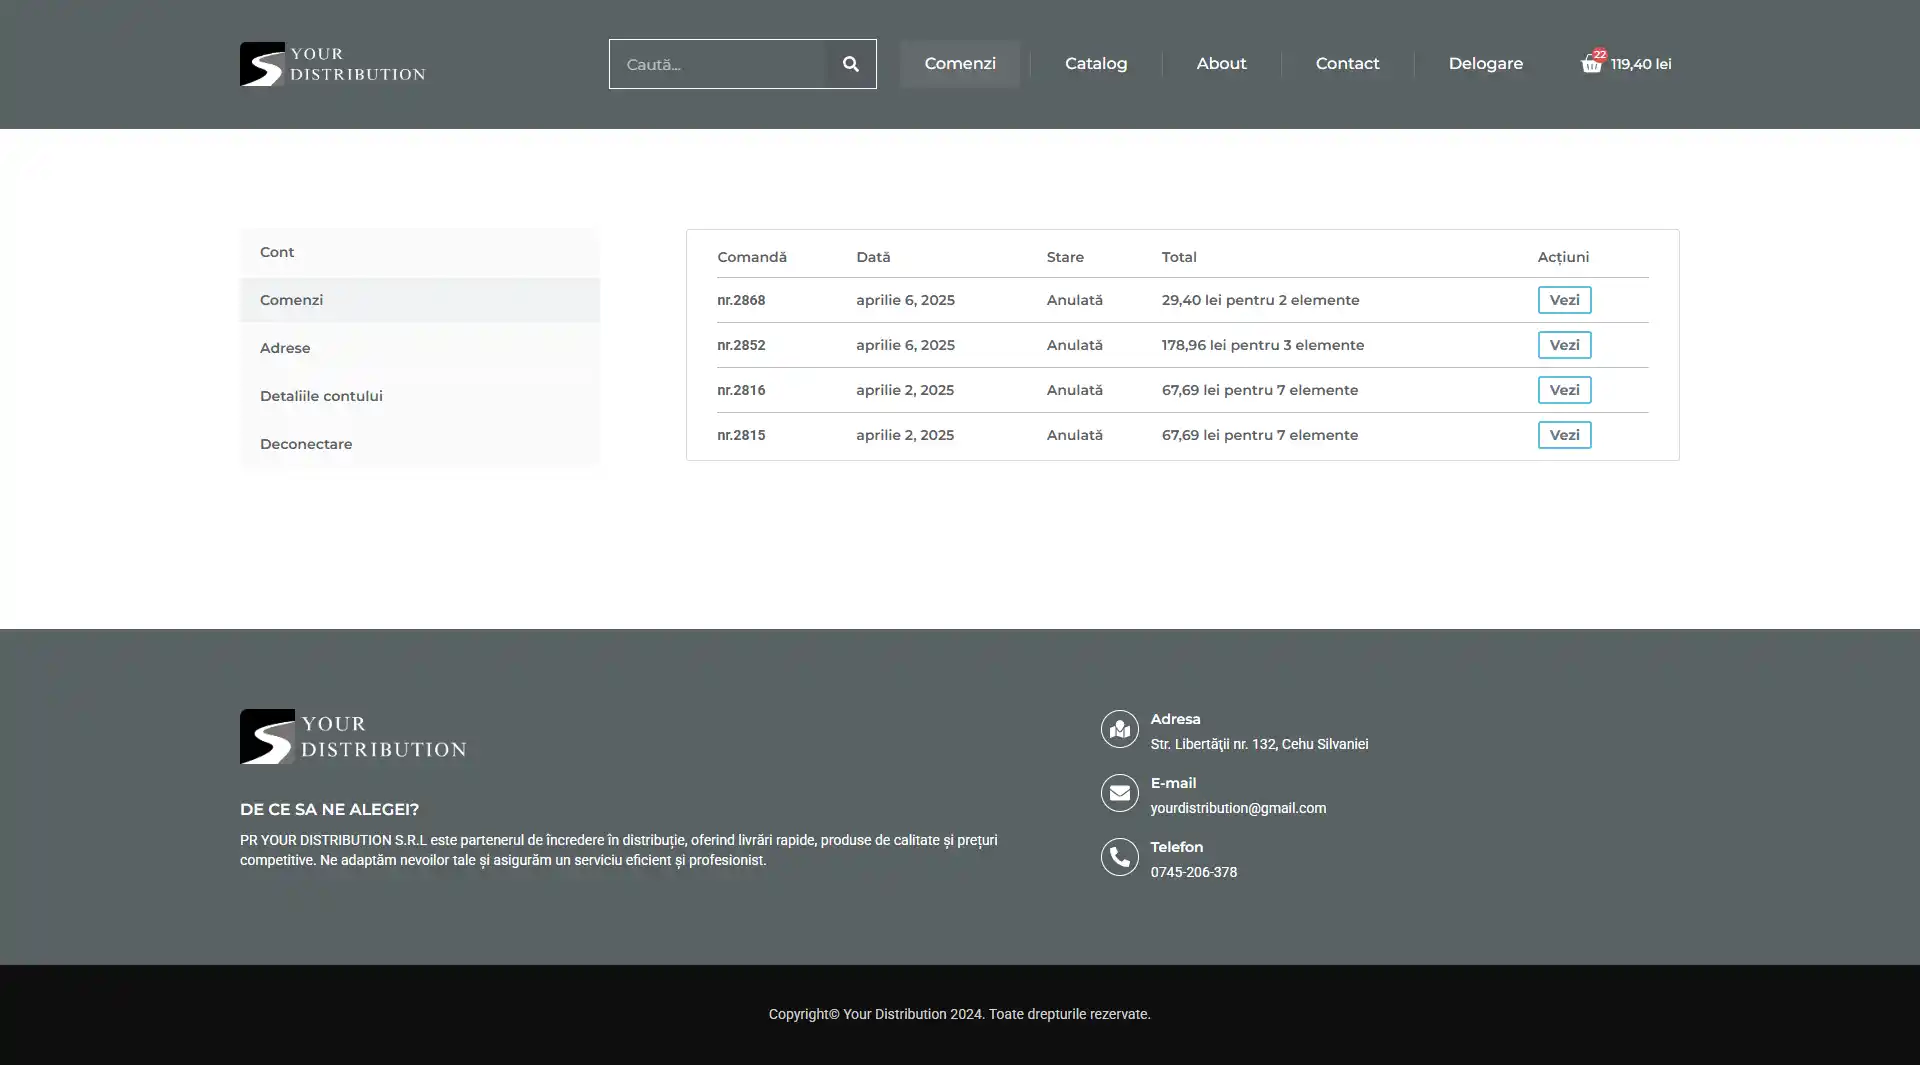 YOUR
DISTRIBUTION
Caută...
Comenzi
Catalog
About
Contact
Delogare
22
119,40 lei
Cont
Comenzi
Adrese
Detaliile contului
Deconectare
Comandă Dată Stare Total Acțiuni
nr.2868 aprilie 6, 2025 Anulată 29,40 lei pentru 2 elemente Vezi
nr.2852 aprilie 6, 2025 Anulată 178,96 lei pentru 3 elemente Vezi
nr.2816 aprilie 2, 2025 Anulată 67,69 lei pentru 7 elemente Vezi
nr.2815 aprilie 2, 2025 Anulată 67,69 lei pentru 7 elemente Vezi
YOUR
DISTRIBUTION
DE CE SA NE ALEGEI?
PR YOUR DISTRIBUTION S.R.L este partenerul de încredere în distribuție, oferind livrări rapide, produse de calitate și prețuri
competitive. Ne adaptăm nevoilor tale și asigurăm un serviciu eficient și profesionist.
Adresa
Str. Libertăţii nr. 132, Cehu Silvaniei
E-mail
yourdistribution@gmail.com
Telefon
0745-206-378
Copyright© Your Distribution 2024. Toate drepturile rezervate.